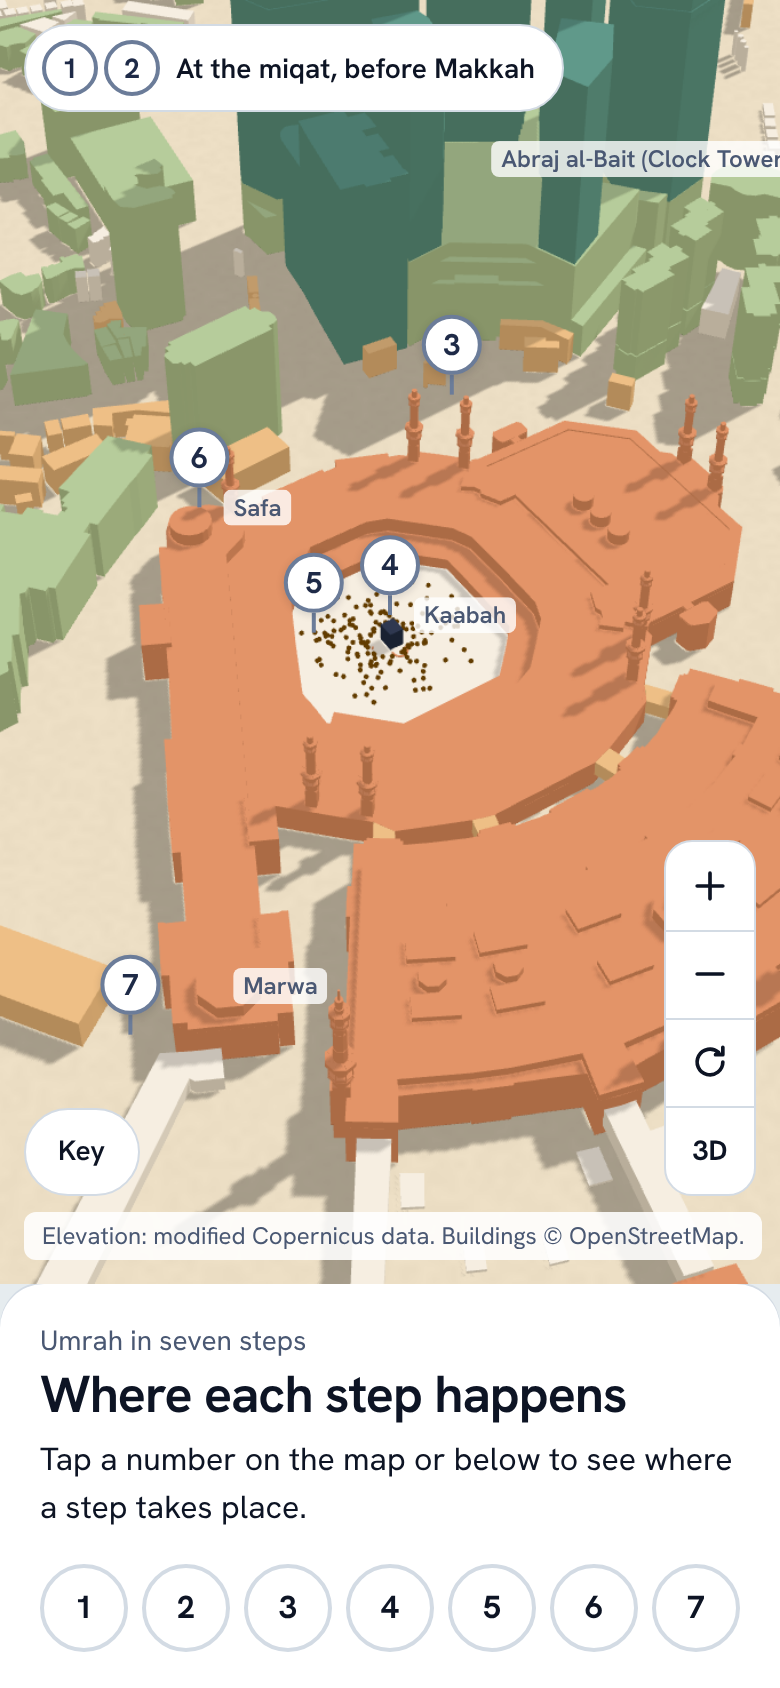 1 2 At the miqat, before Makkah
Abraj al-Bait (Clock Tower
3
6
Safa
5
4
Kaabah
7
Marwa
+
−
3D
Key
Elevation: modified Copernicus data. Buildings © OpenStreetMap.
Umrah in seven steps
Where each step happens
Tap a number on the map or below to see where
a step takes place.
1 2 3 4 5 6 7